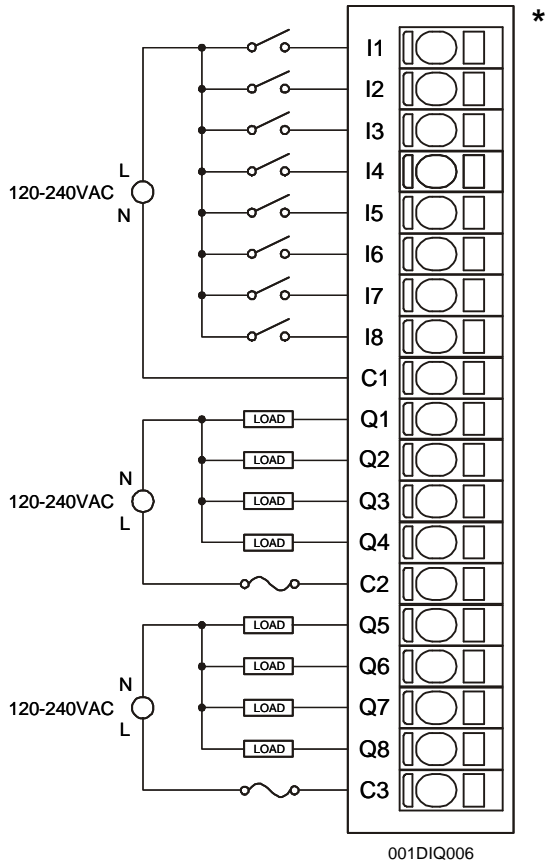 *
I1
I2
I3
L
I4
120-240VAC
N
I5
I6
I7
I8
C1
LOAD Q1
LOAD Q2
N
LOAD Q3
120-240VAC
L
LOAD Q4
C2
LOAD Q5
LOAD Q6
N
LOAD Q7
120-240VAC
L
LOAD Q8
C3
001DIQ006